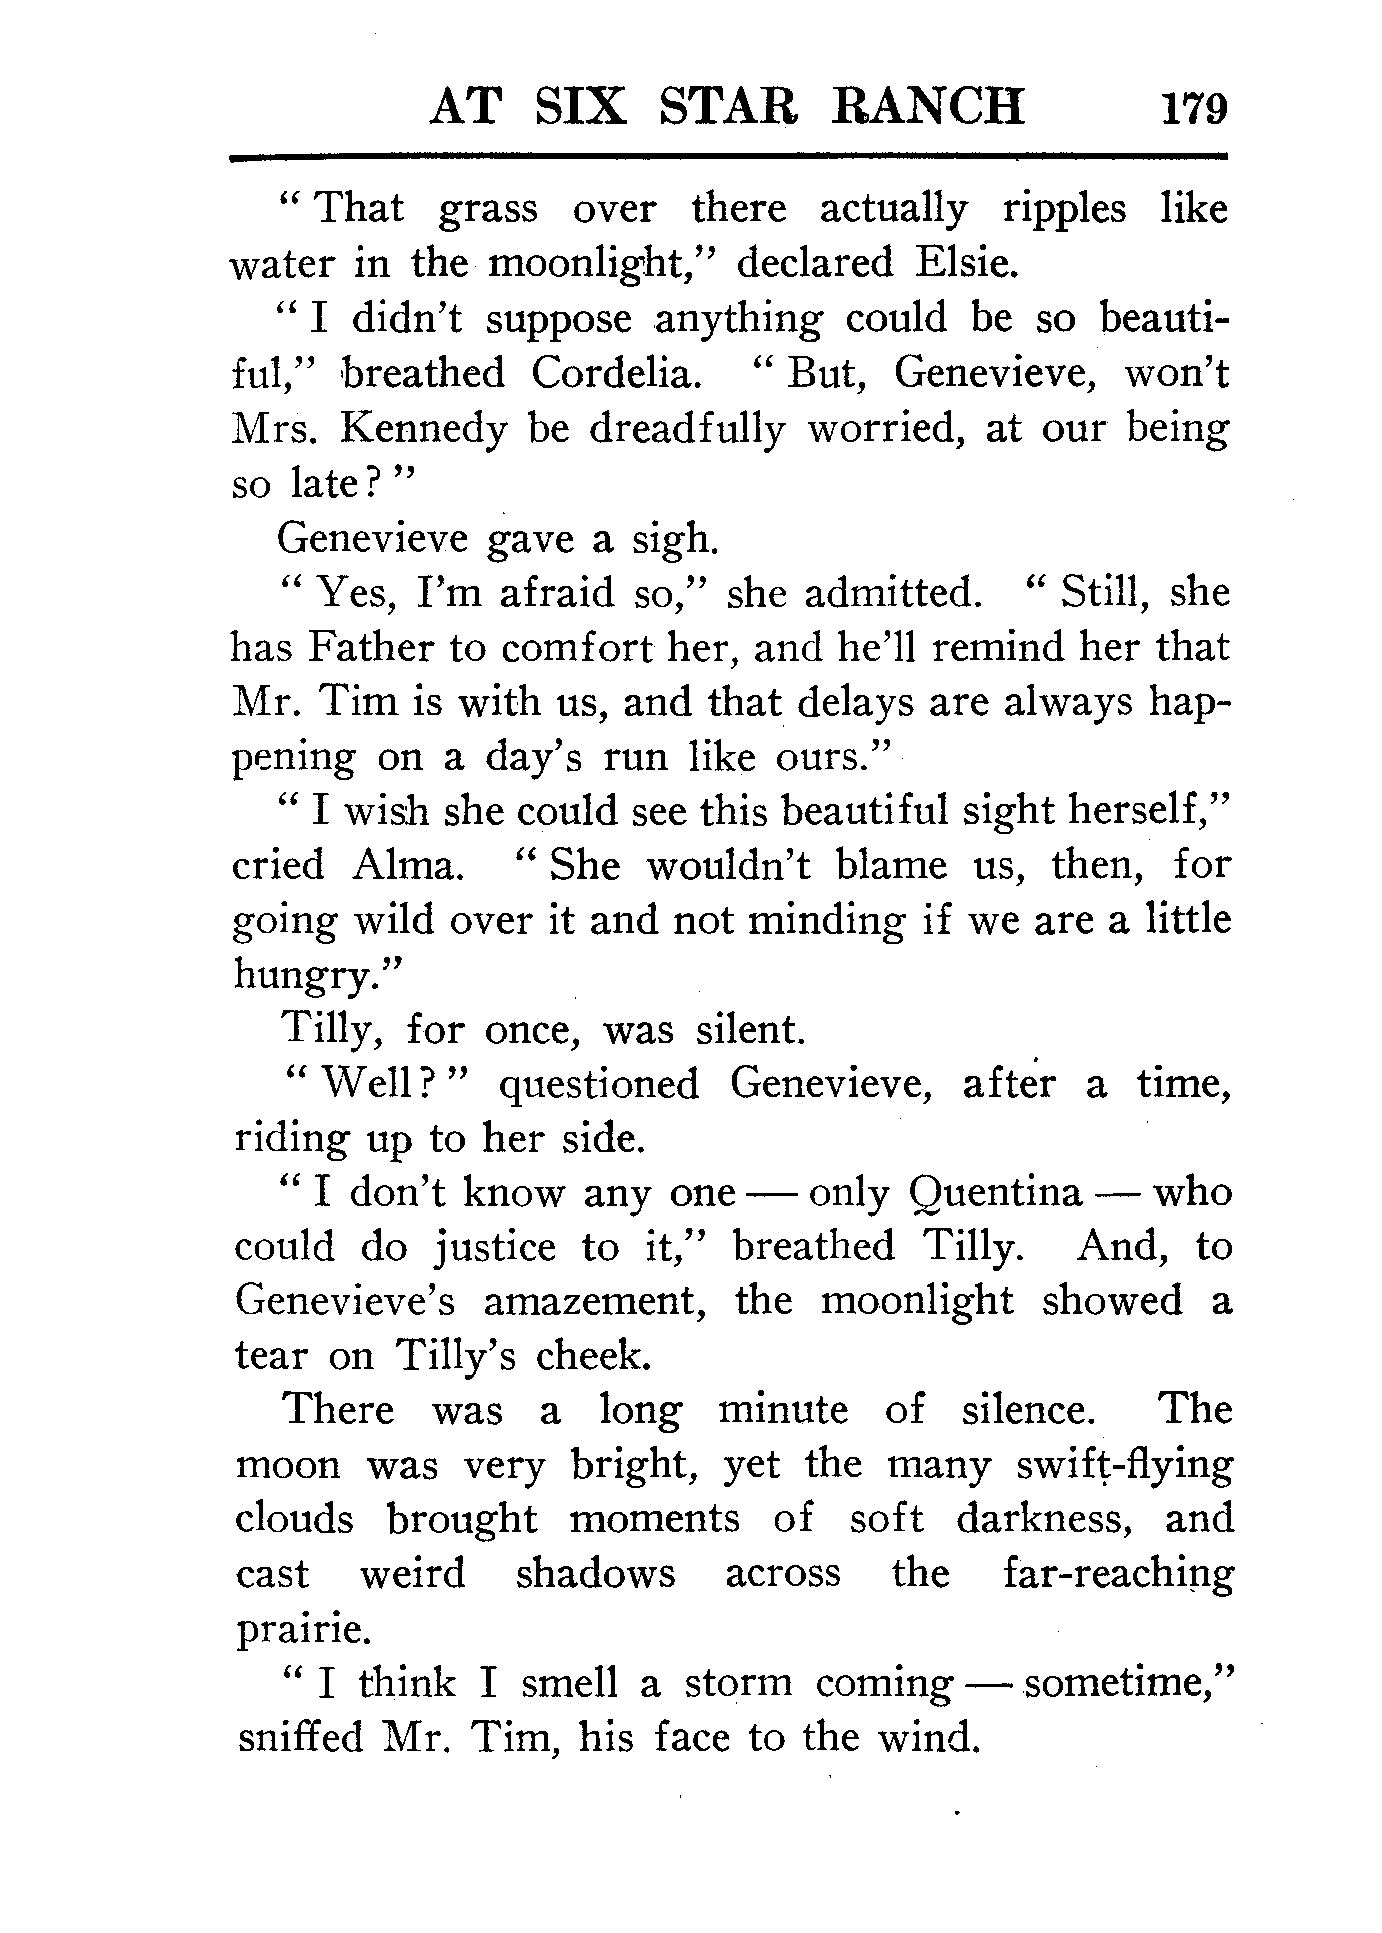 AT SIX STAR RANCH 179
" That grass over there actually ripples like
water in the moonlight," declared Elsie.
" I didn't suppose anything could be so beauti-
ful," breathed Cordelia. " But, Genevieve, won't
Mrs. Kennedy be dreadfully worried, at our being
so late? "
Genevieve gave a sigh.
" Yes, I'm afraid so," she admitted. " Still, she
has Father to comfort her, and he'll remind her that
Mr. Tim is with us, and that delays are always hap-
pening on a day's run like ours."
" I wish she could see this beautiful sight herself,"
cried Alma. " She wouldn't blame us, then, for
going wild over it and not minding if we are a little
hungry."
Tilly, for once, was silent.
" Well? " questioned Genevieve, after a time,
riding up to her side.
" I don't know any one — only Quentina — who
could do justice to it," breathed Tilly. And, to
Genevieve's amazement, the moonlight showed a
tear on Tilly's cheek.
There was a long minute of silence. The
moon was very bright, yet the many swift-flying
clouds brought moments of soft darkness, and
cast weird shadows across the far-reaching
prairie.
" I think I smell a storm coming — sometime,"
sniffed Mr. Tim, his face to the wind.